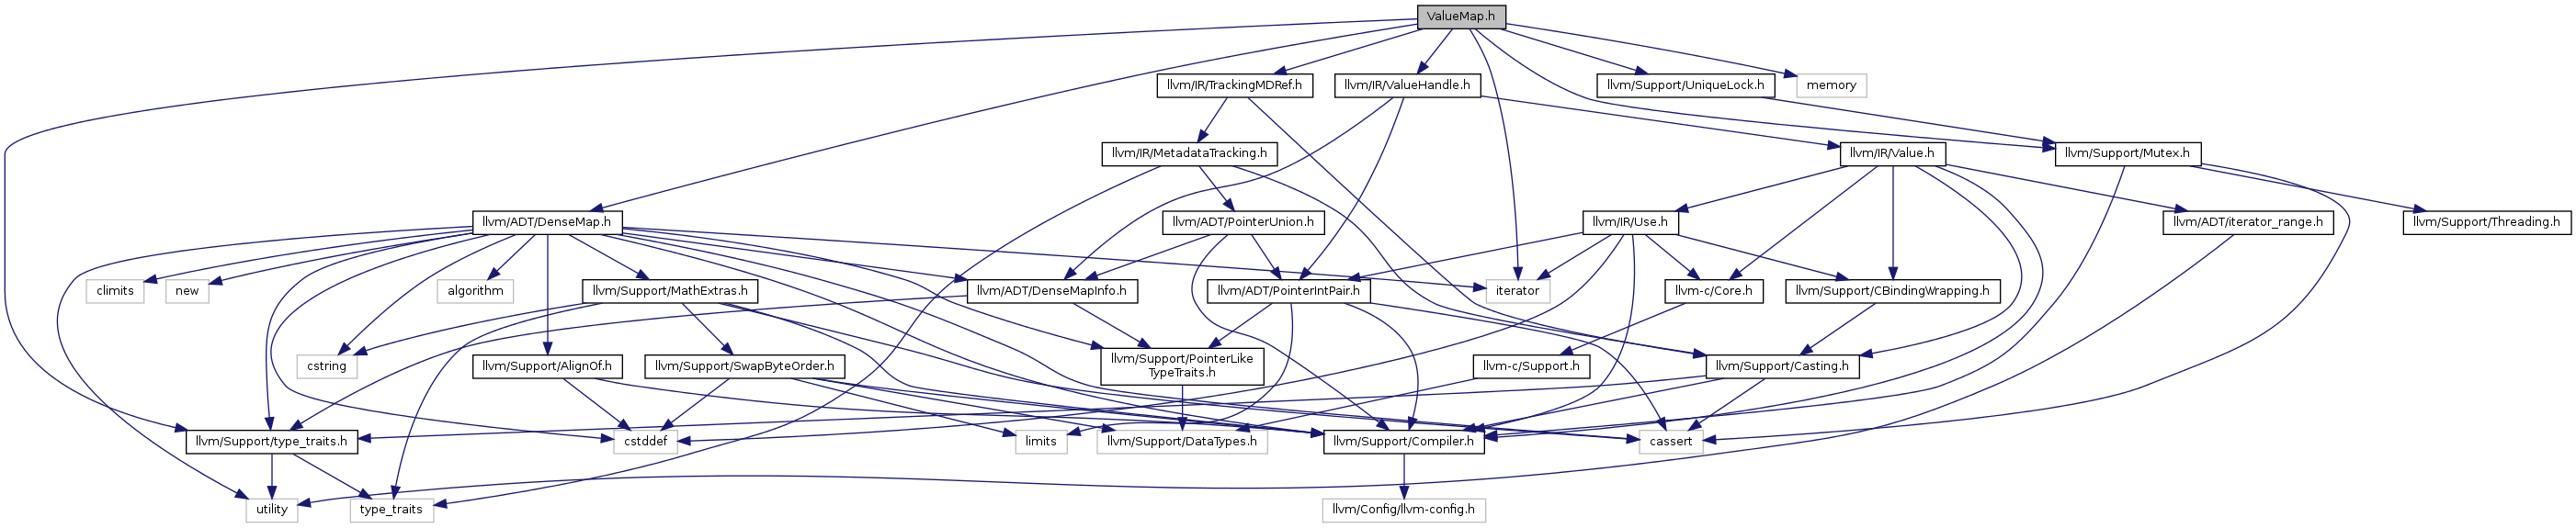 ValueMap.h
llvm/IR/TrackingMDRef.h
llvm/IR/ValueHandle.h
llvm/Support/UniqueLock.h
memory
llvm/IR/MetadataTracking.h
llvm/IR/Value.h
llvm/Support/Mutex.h
llvm/ADT/DenseMap.h
llvm/ADT/PointerUnion.h
llvm/IR/Use.h
llvm/ADT/iterator_range.h
llvm/Support/Threading.h
climits
new
algorithm
llvm/Support/MathExtras.h
llvm/ADT/DenseMapInfo.h
llvm/ADT/PointerIntPair.h
iterator
llvm-c/Core.h
llvm/Support/CBindingWrapping.h
cstring
llvm/Support/AlignOf.h
llvm/Support/SwapByteOrder.h
llvm/Support/PointerLike
TypeTraits.h
llvm-c/Support.h
llvm/Support/Casting.h
llvm/Support/type_traits.h
cstddef
limits
llvm/Support/DataTypes.h
llvm/Support/Compiler.h
cassert
utility
type_traits
llvm/Config/llvm-config.h